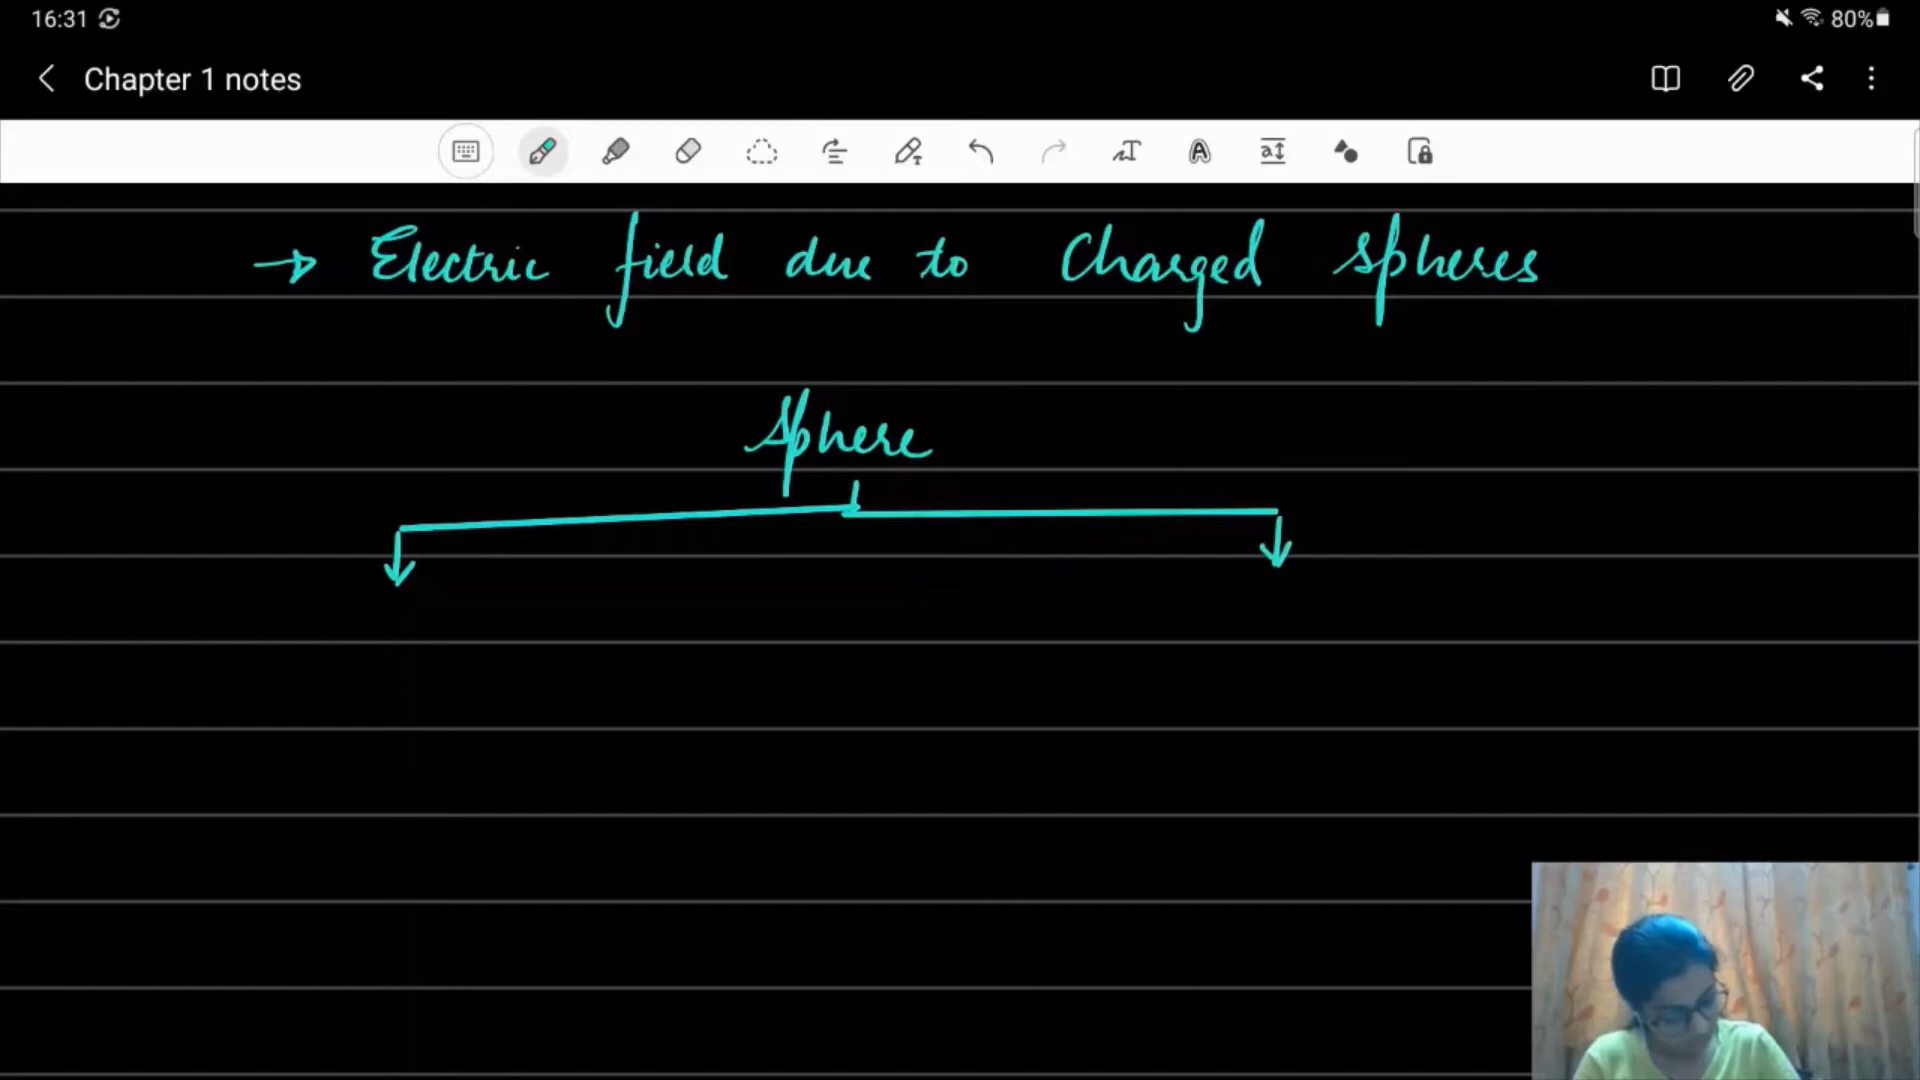 16:31 80%
Chapter 1 notes
→ Electric field due to Charged spheres
Sphere